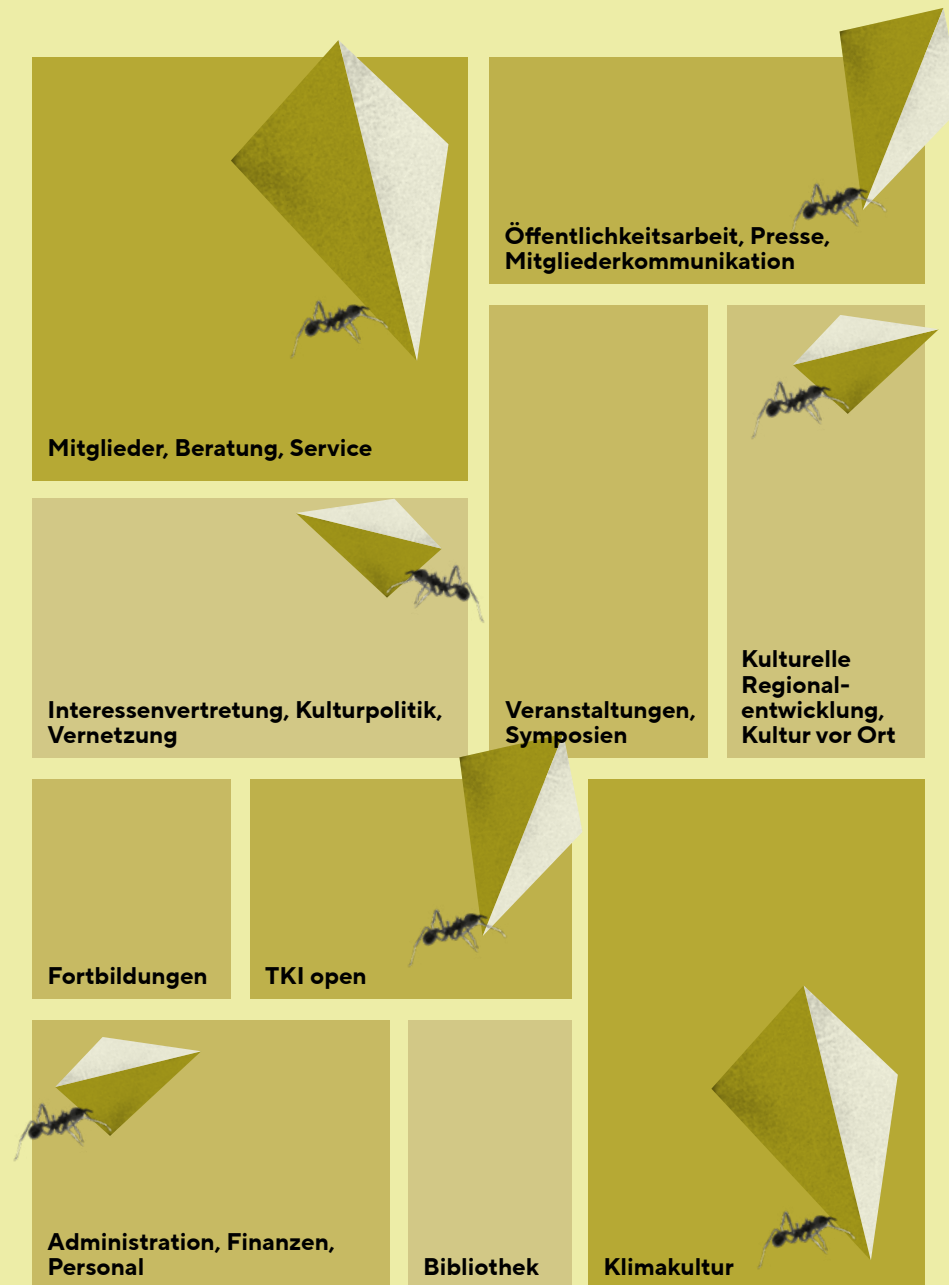 Mitglieder, Beratung, Service
Öffentlichkeitsarbeit, Presse,
Mitgliederkommunikation
Interessenvertretung, Kulturpolitik,
Vernetzung
Veranstaltungen,
Symposien
Kulturelle
Regional-
entwicklung,
Kultur vor Ort
Fortbildungen
TKI open
Administration, Finanzen,
Personal
Bibliothek
Klimakultur